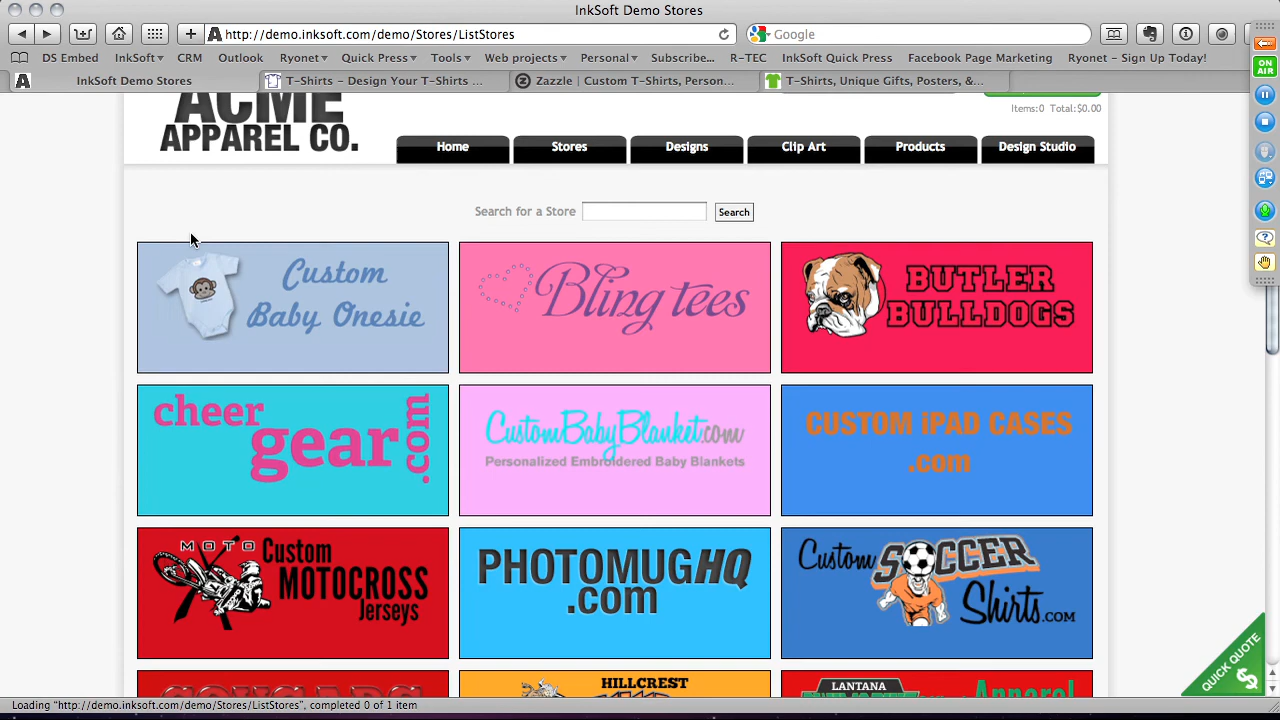 InkSoft Demo Stores
http://demo.inksoft.com/demo/Stores/ListStores
Google
DS Embed InkSoft CRM Outlook Ryonet Quick Press Tools Web projects Personal Subscribe... R-TEC InkSoft Quick Press Facebook Page Marketing Ryonet – Sign Up Today!
InkSoft Demo Stores T-Shirts – Design Your T-Shirts ... Zazzle | Custom T-Shirts, Person... T-Shirts, Unique Gifts, Posters, &...
ON AIR
ACME
APPAREL CO.
Items:0 Total:$0.00
Home Stores Designs Clip Art Products Design Studio
Search for a Store Search
Custom
Baby Onesie
Bling tees
BUTLER
BULLDOGS
cheer
gear.com
CustomBabyBlanket.com
Personalized Embroidered Baby Blankets
CUSTOM iPAD CASES
.com
MOTO Custom
MOTOCROSS
Jerseys
PHOTOMUGHQ
.com
Custom SOCCER
Shirts.COM
COUGARS
HILLCREST
LANTANA
Apparel
QUICK QUOTE
$
Loading "http://demo.inksoft.com/demo/Stores/ListStores", completed 0 of 1 item